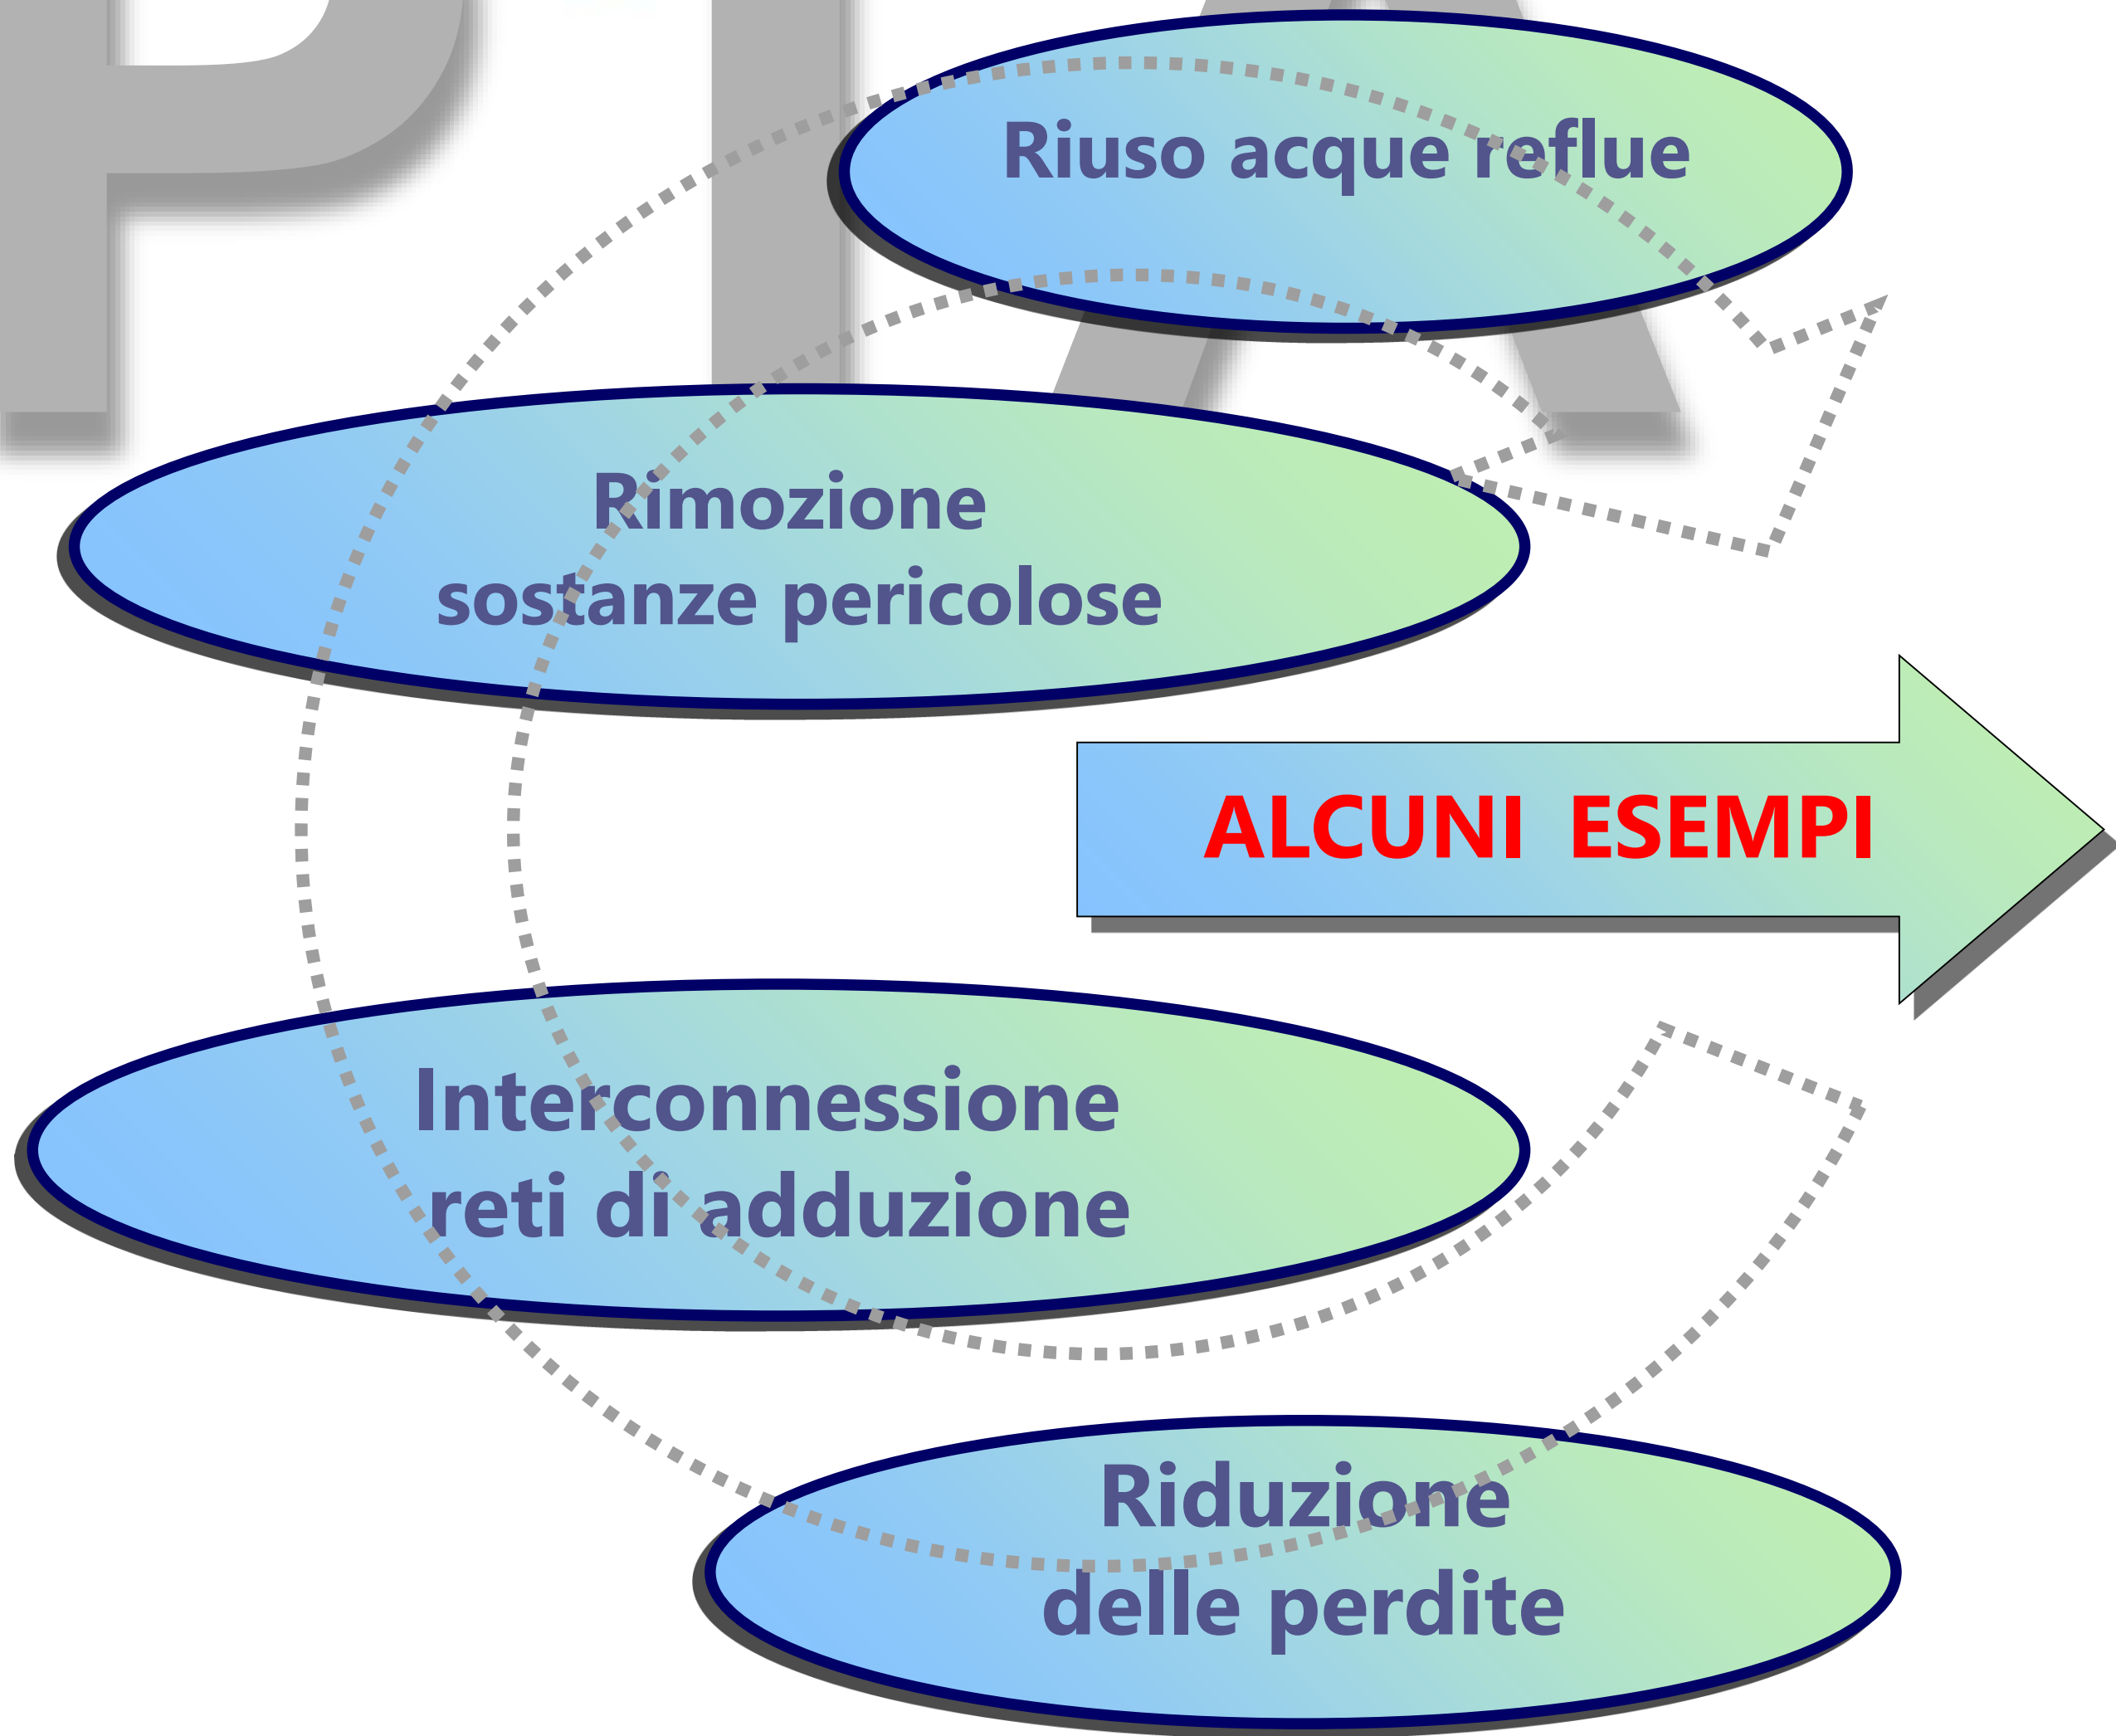 Riuso acque reflue
Rimozione
sostanze pericolose
ALCUNI ESEMPI
Interconnessione
reti di adduzione
Riduzione
delle perdite